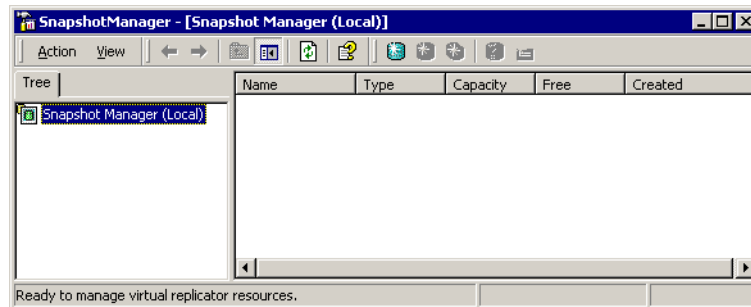 SnapshotManager - [Snapshot Manager (Local)]
Action View
Tree
Name Type Capacity Free Created
Snapshot Manager (Local)
Ready to manage virtual replicator resources.